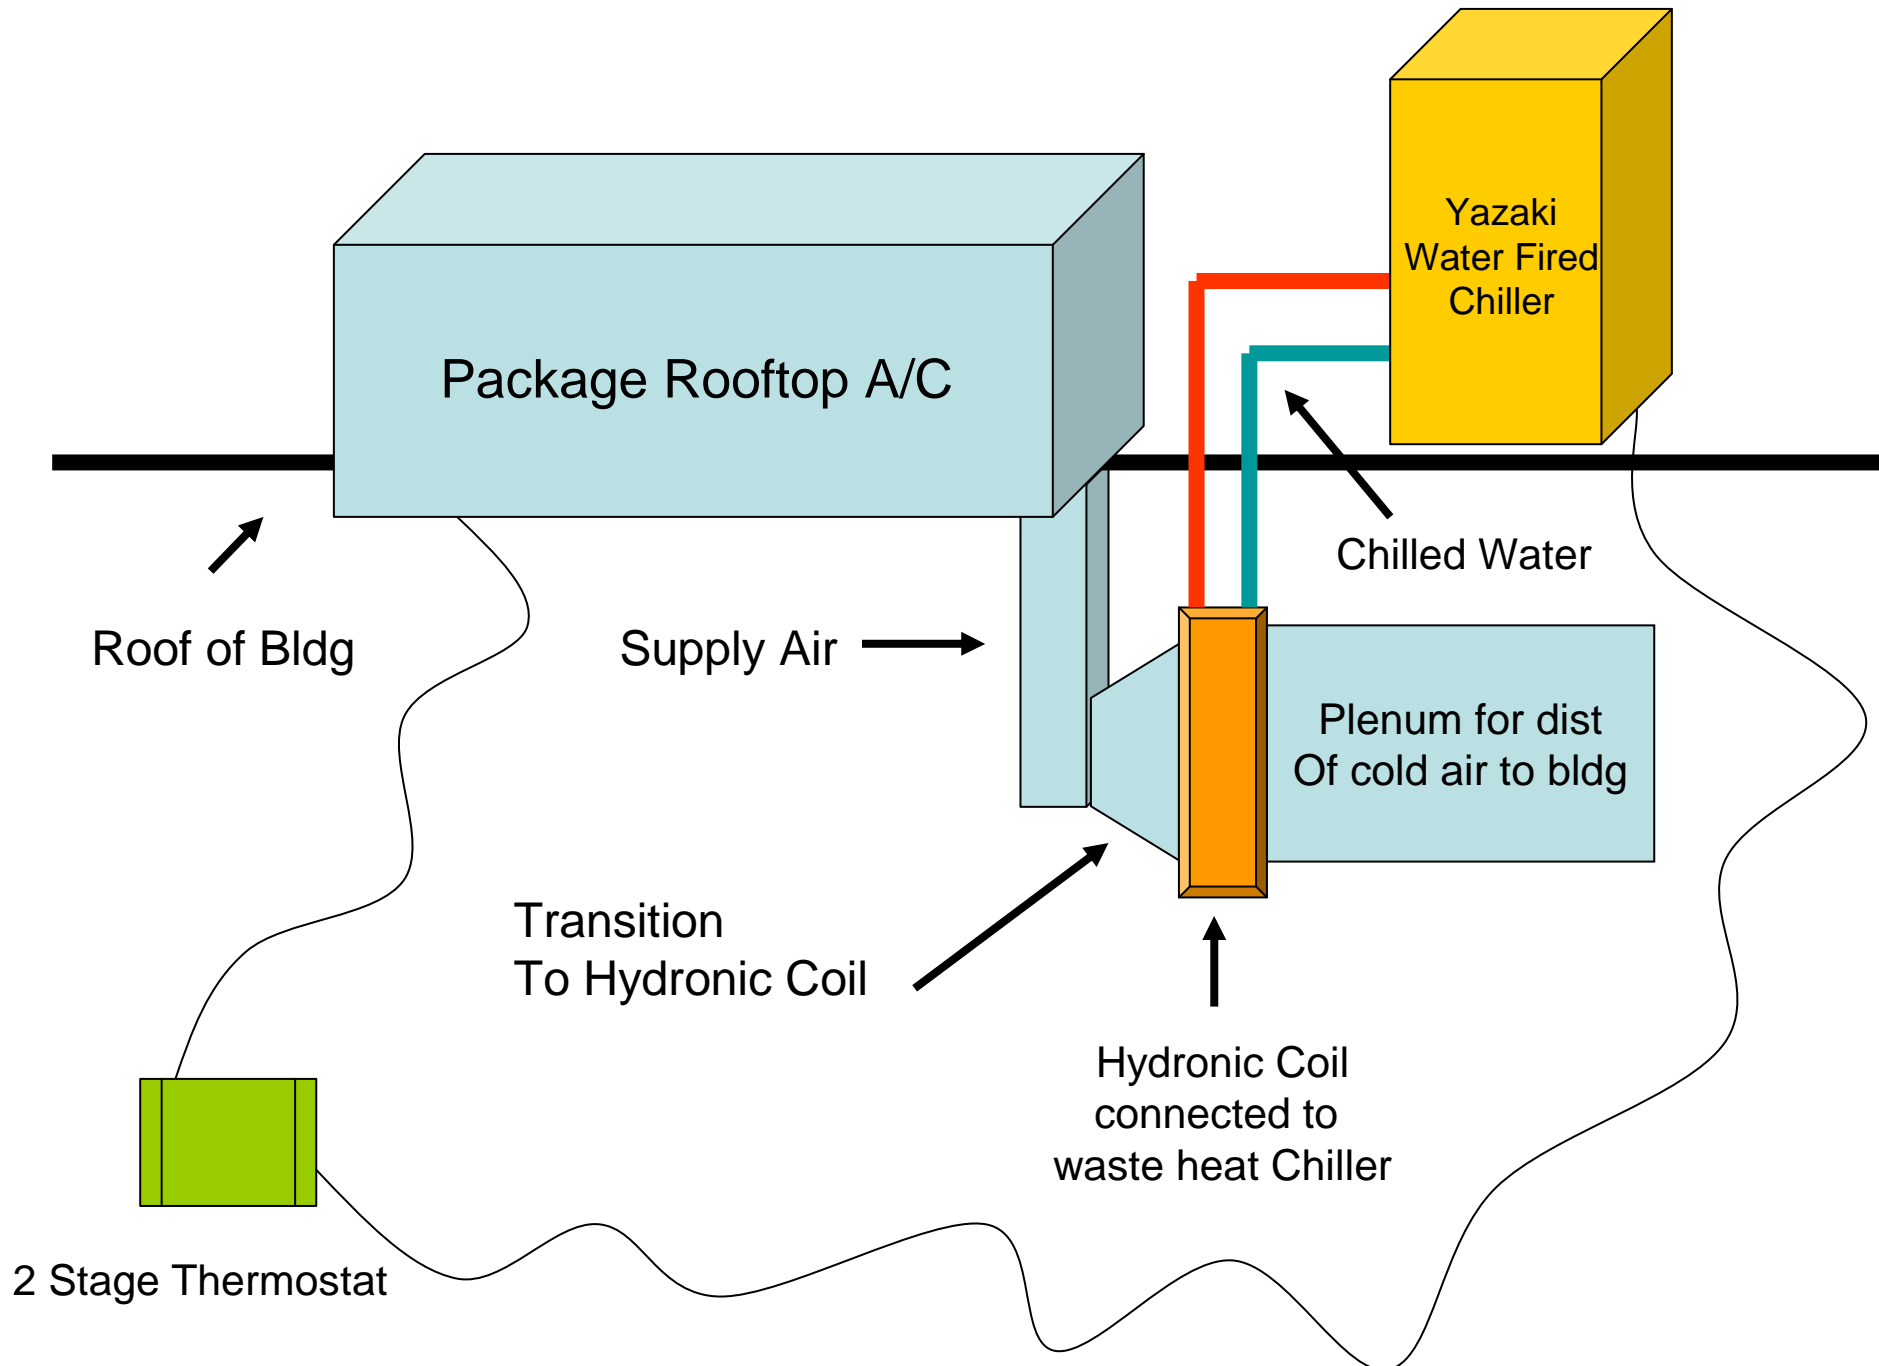 Yazaki
Water Fired
Chiller
Package Rooftop A/C
Chilled Water
Roof of Bldg
Supply Air
Plenum for dist
Of cold air to bldg
Transition
To Hydronic Coil
Hydronic Coil
connected to
waste heat Chiller
2 Stage Thermostat